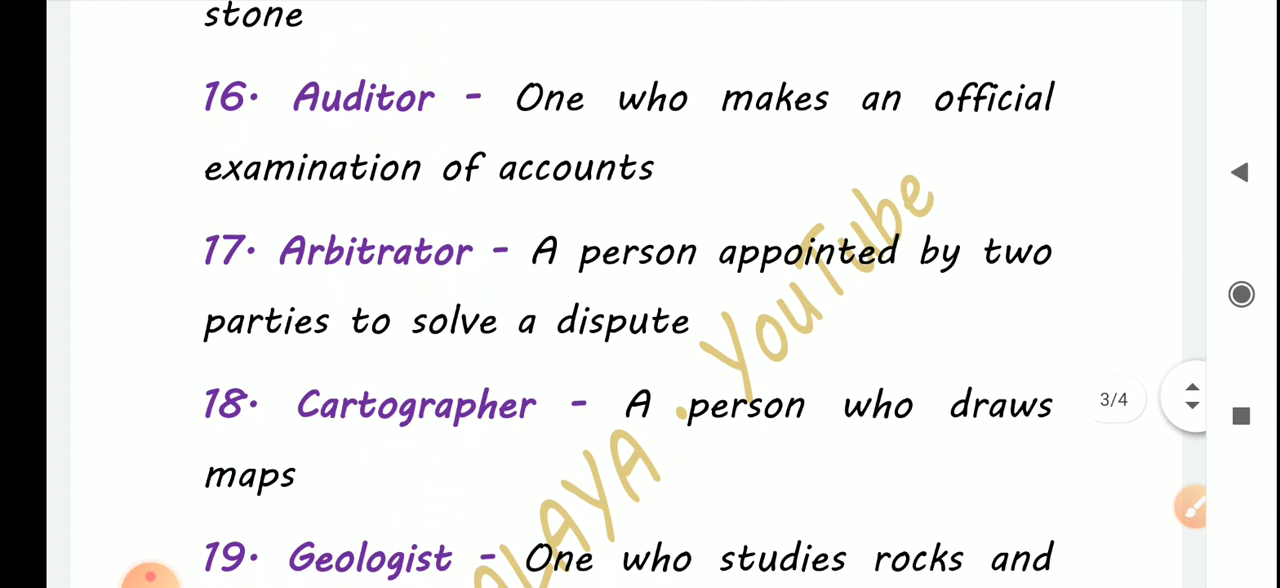 stone
16. Auditor - One who makes an official
examination of accounts
17. Arbitrator - A person appointed by two
parties to solve a dispute
18. Cartographer - A person who draws
maps
19. Geologist - One who studies rocks and
YouTube
3/4